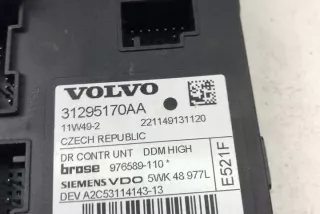 VOLVO
31295170AA
11W49-2 221149131120
CZECH REPUBLIC
DR CONTR UNT DDM HIGH
brose 976589-110*
SIEMENS VDO 5WK 48 977L
DEV A2C53114143-13
E521F